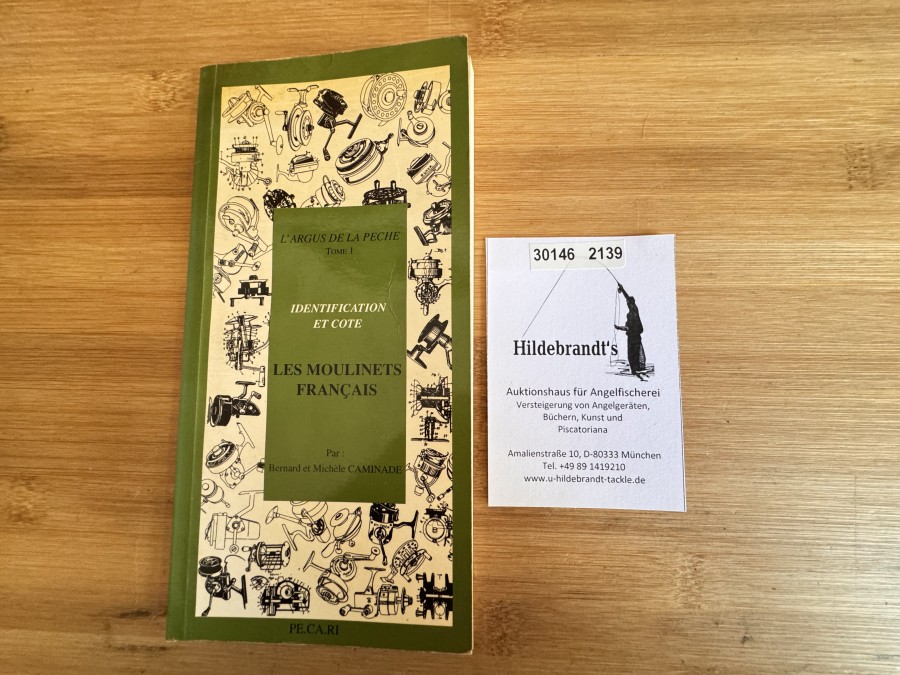 L'ARGUS DE LA PECHE
TOME 1
IDENTIFICATION
ET COTE
LES MOULINETS
FRANÇAIS
Par :
Bernard et Michèle CAMINADE
PE.CA.RI
30146 2139
Hildebrandt's
Auktionshaus für Angelfischerei
Versteigerung von Angelgeräten,
Büchern, Kunst und
Piscatoriana
Amalienstraße 10, D-80333 München
Tel. +49 89 1419210
www.u-hildebrandt-tackle.de